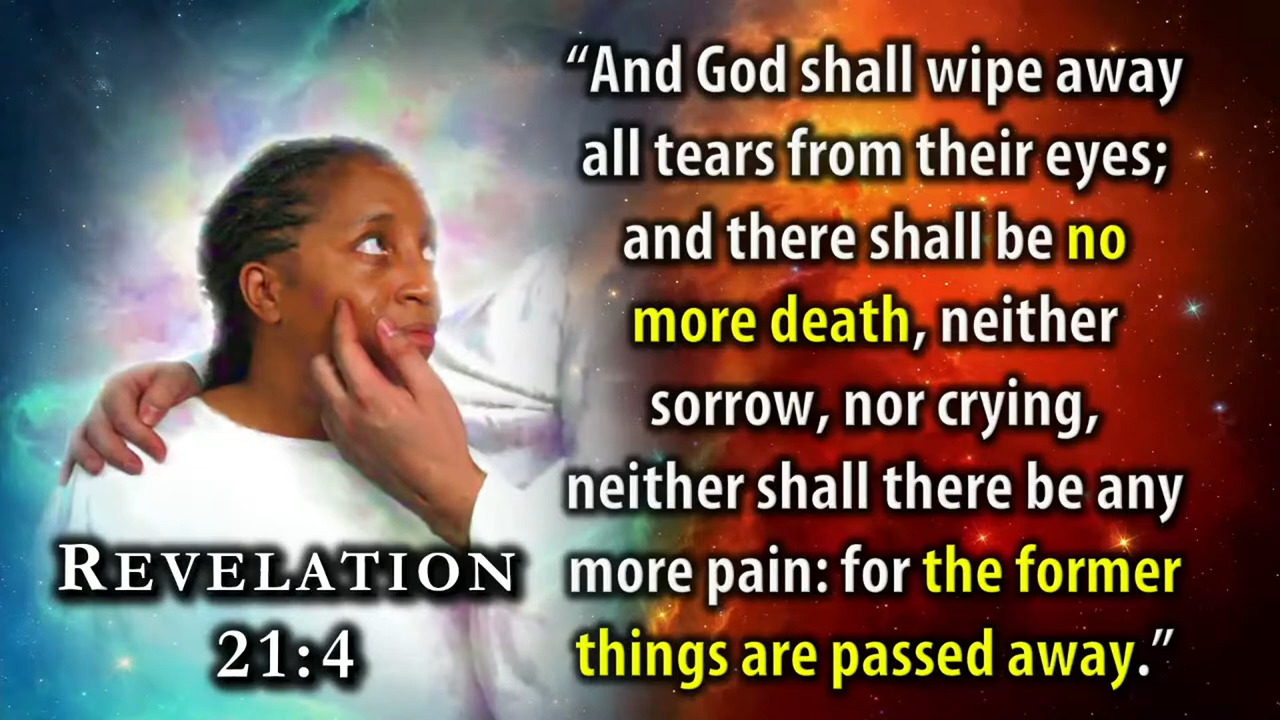 “And God shall wipe away
all tears from their eyes;
and there shall be no
more death, neither
sorrow, nor crying,
neither shall there be any
more pain: for the former
things are passed away.”
REVELATION
21:4